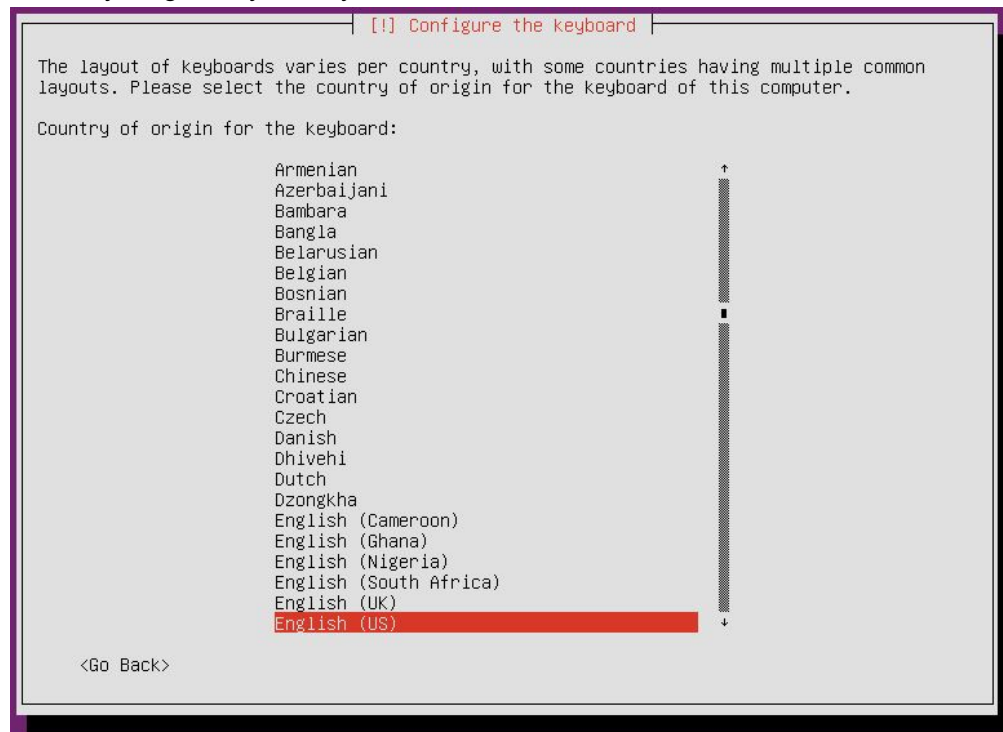 [!] Configure the keyboard
The layout of keyboards varies per country, with some countries having multiple common
layouts. Please select the country of origin for the keyboard of this computer.
Country of origin for the keyboard:
Armenian
Azerbaijani
Bambara
Bangla
Belarusian
Belgian
Bosnian
Braille
Bulgarian
Burmese
Chinese
Croatian
Czech
Danish
Dhivehi
Dutch
Dzongkha
English (Cameroon)
English (Ghana)
English (Nigeria)
English (South Africa)
English (UK)
English (US)
<Go Back>